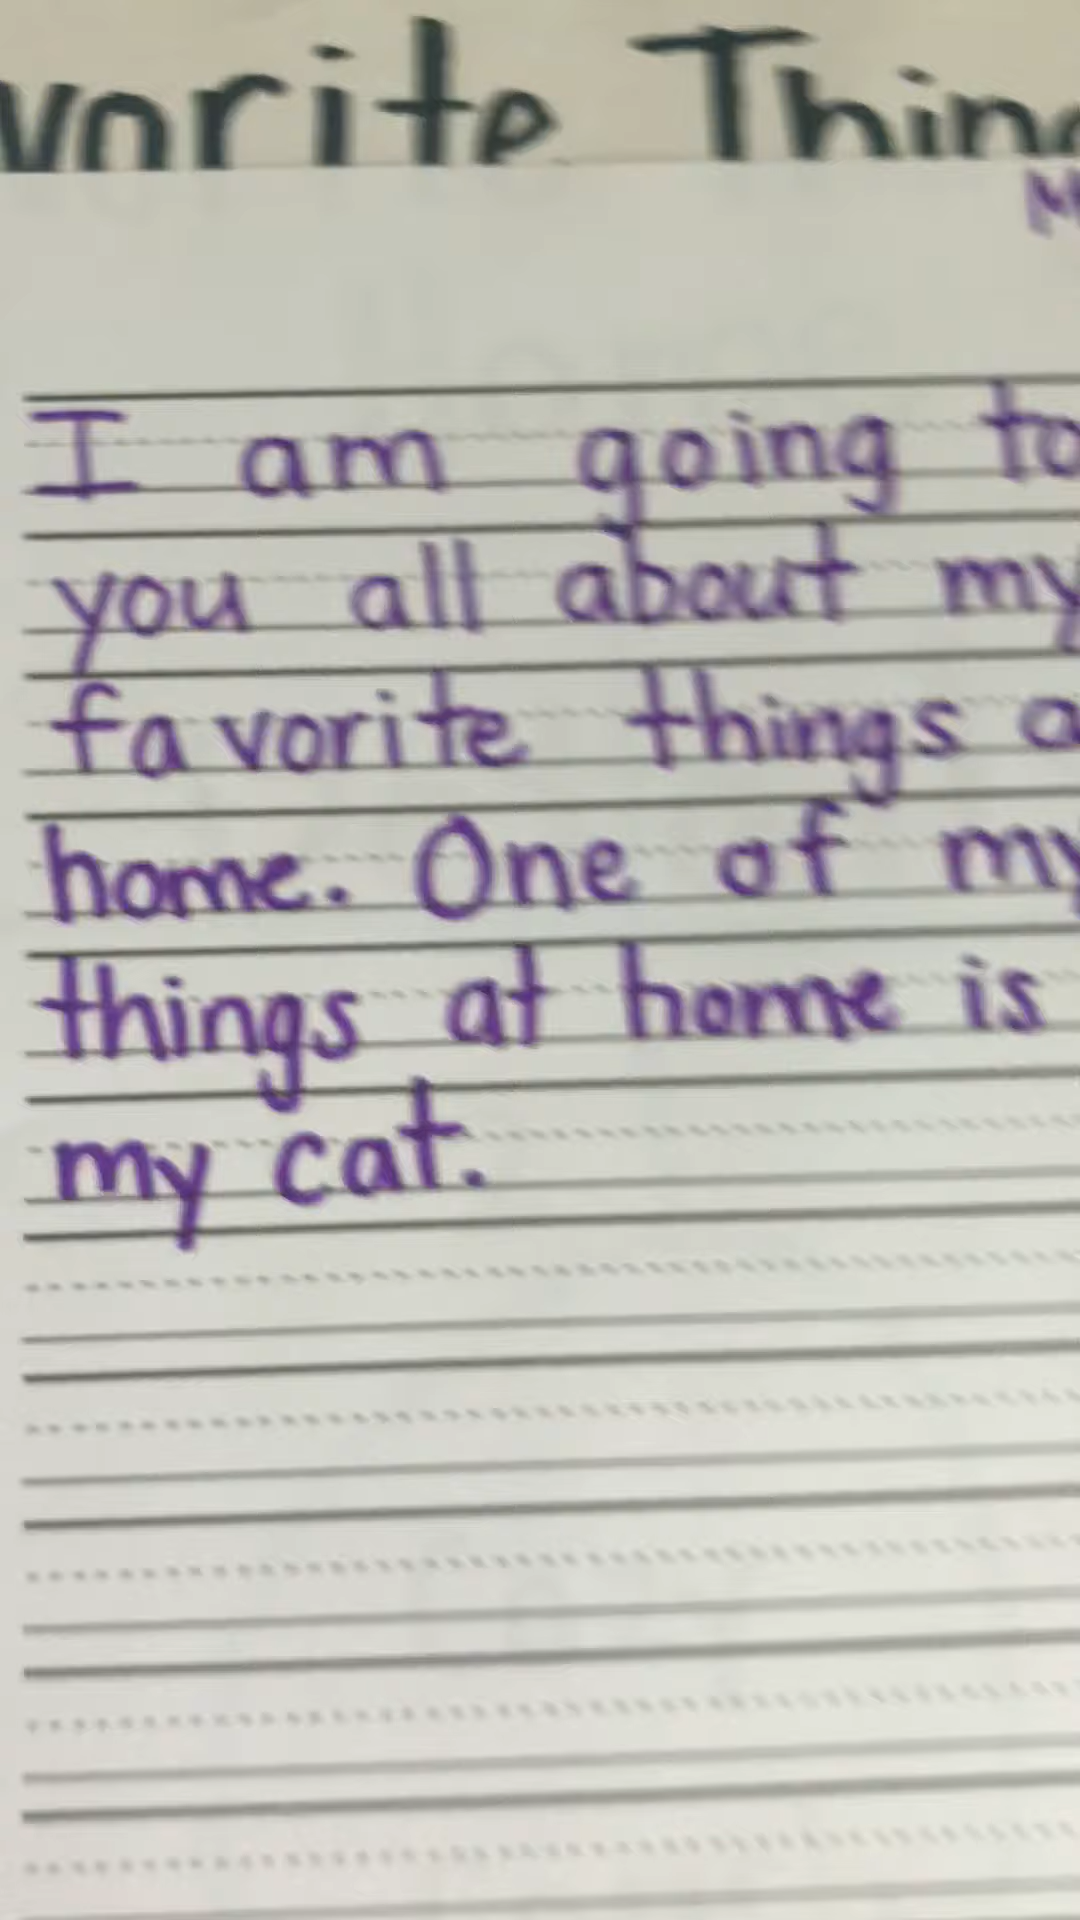 vorite Thin
I am going to
you all about my
favorite things a
home. One of my
things at home is
my cat.